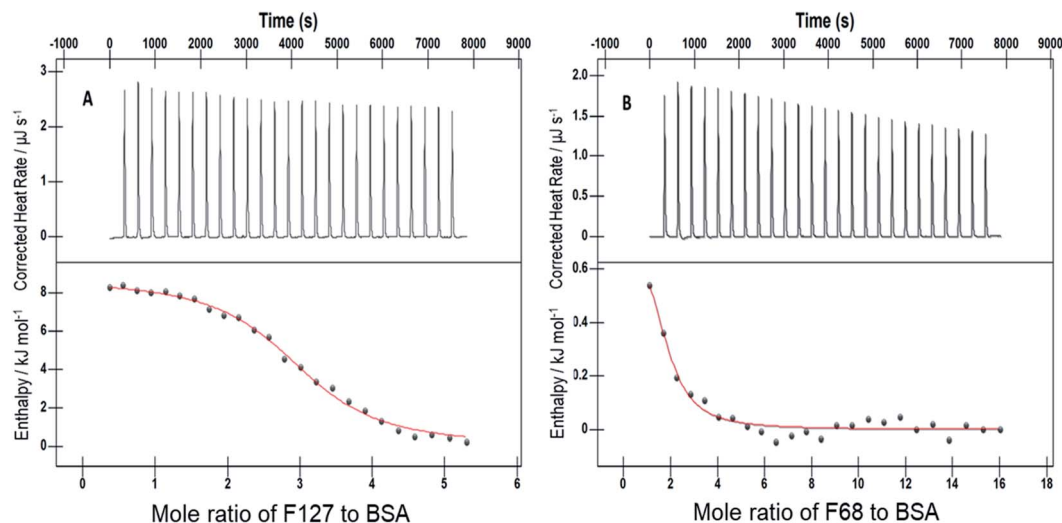 Time (s)
-1000 0 1000 2000 3000 4000 5000 6000 7000 8000 9000
A
Corrected Heat Rate / µJ s⁻¹
3
2
1
0
Enthalpy / kJ mol⁻¹
8
6
4
2
0
0 1 2 3 4 5 6
Mole ratio of F127 to BSA
Time (s)
-1000 0 1000 2000 3000 4000 5000 6000 7000 8000 9000
B
Corrected Heat Rate / µJ s⁻¹
2.0
1.5
1.0
0.5
0.0
Enthalpy / kJ mol⁻¹
0.6
0.4
0.2
0
0 2 4 6 8 10 12 14 16 18
Mole ratio of F68 to BSA